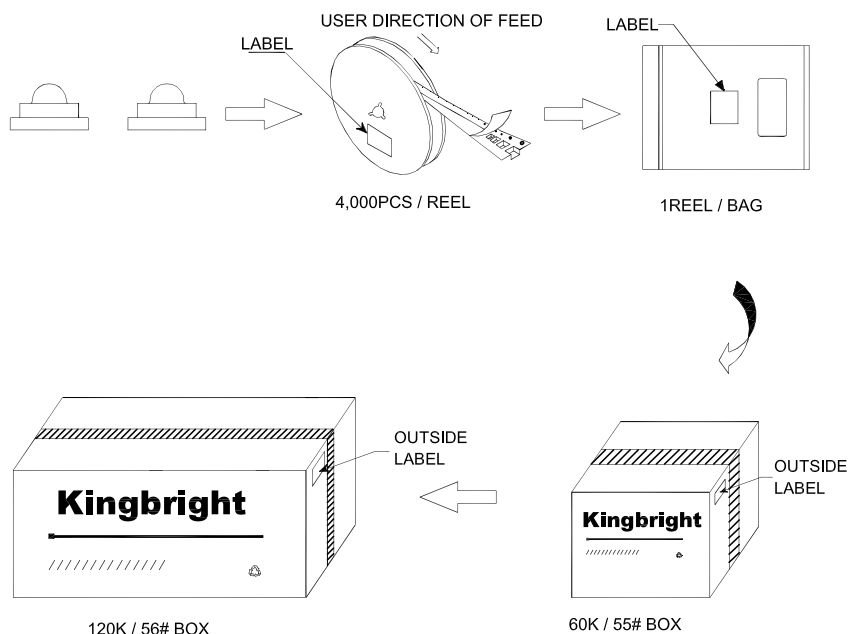 USER DIRECTION OF FEED
LABEL
LABEL
4,000PCS / REEL
1REEL / BAG
OUTSIDE
LABEL
Kingbright
120K / 56# BOX
OUTSIDE
LABEL
Kingbright
60K / 55# BOX